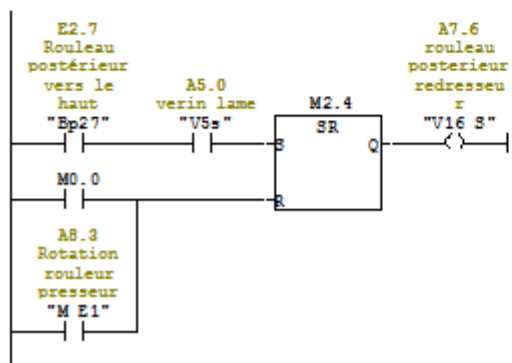 E2.7
Rouleau
postérieur
vers le
haut
"Bp27"
A5.0
verin lame
"V5s"
M2.4
SR
S
Q
R
A7.6
rouleau
posterieur
redresseu
r
"V16 S"
M0.0
A8.3
Rotation
rouleur
presseur
"M E1"